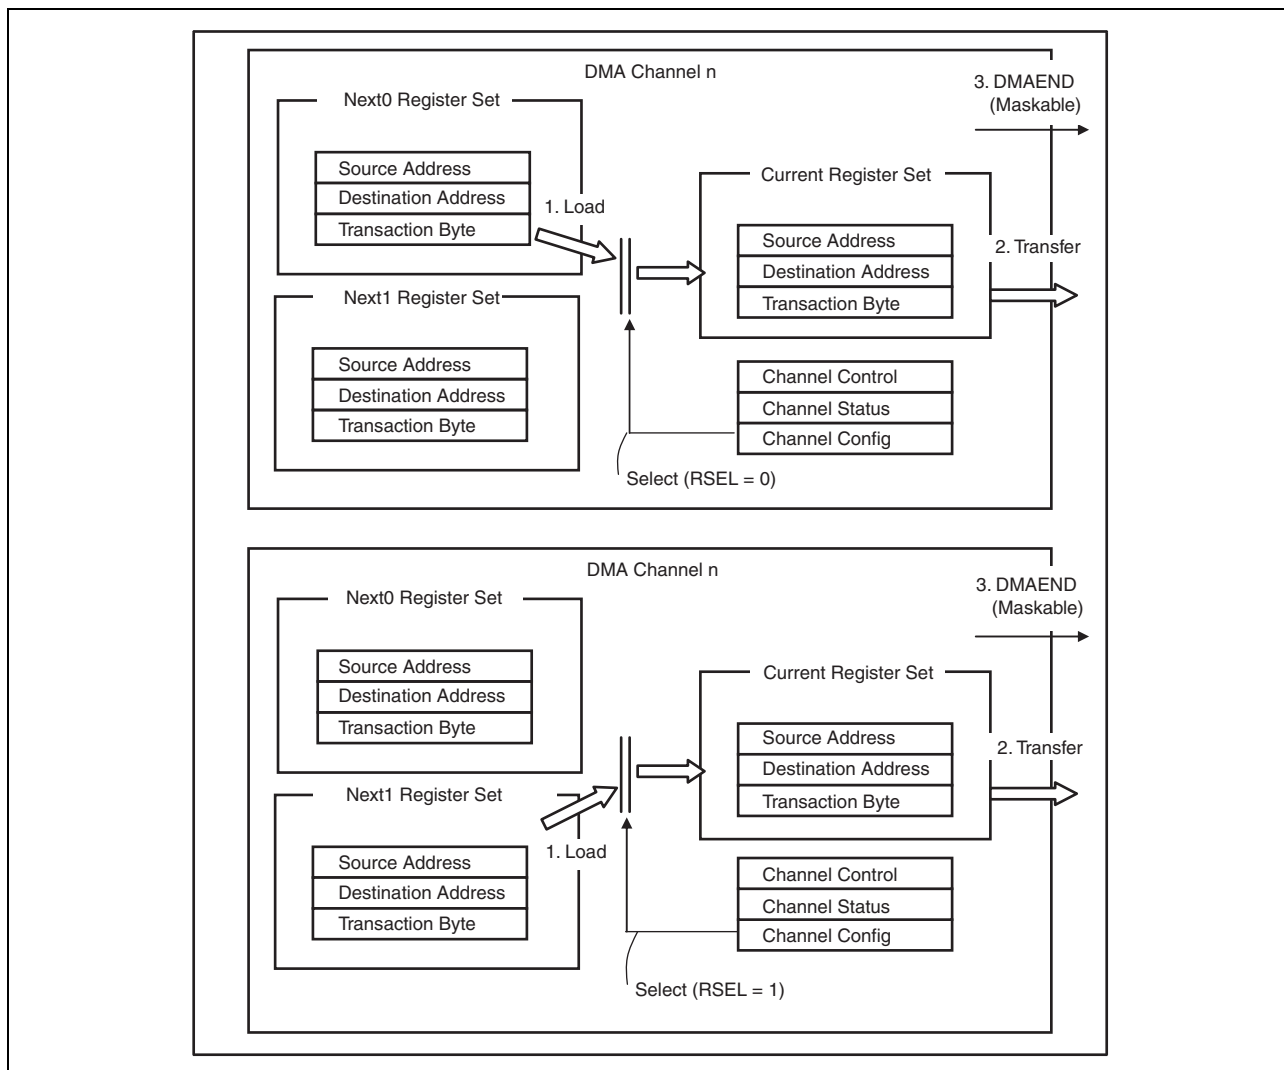 DMA Channel n
3. DMAEND
(Maskable)
Next0 Register Set
Source Address
Destination Address
Transaction Byte
1. Load
Current Register Set
Source Address
Destination Address
Transaction Byte
2. Transfer
Next1 Register Set
Source Address
Destination Address
Transaction Byte
Channel Control
Channel Status
Channel Config
Select (RSEL = 0)
DMA Channel n
3. DMAEND
(Maskable)
Next0 Register Set
Source Address
Destination Address
Transaction Byte
Current Register Set
Source Address
Destination Address
Transaction Byte
2. Transfer
Next1 Register Set
1. Load
Source Address
Destination Address
Transaction Byte
Channel Control
Channel Status
Channel Config
Select (RSEL = 1)